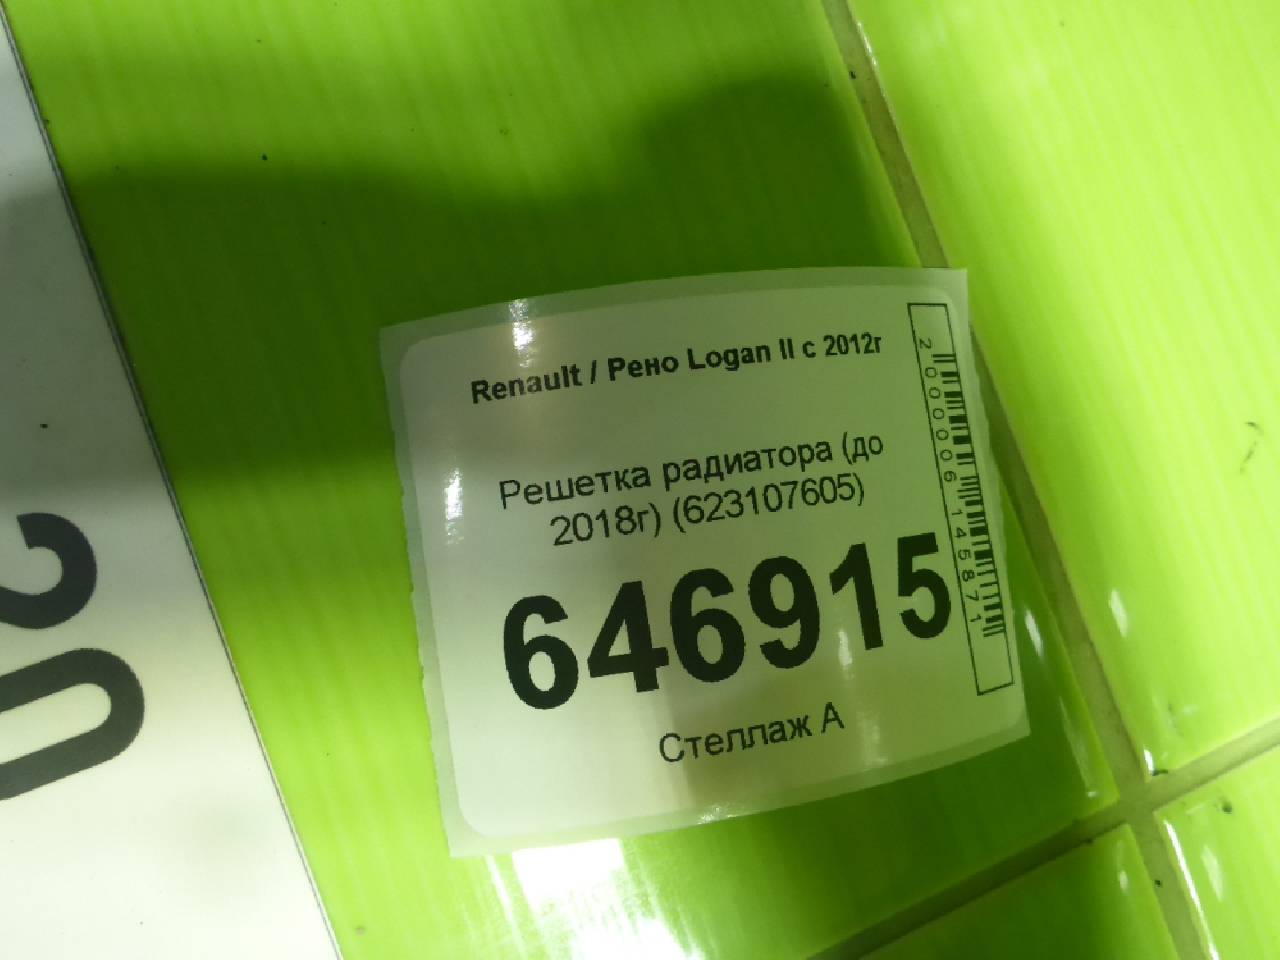 Renault / Рено Logan II с 2012г
Решетка радиатора (до
2018г) (623107605)
646915
Стеллаж А
2000006145871